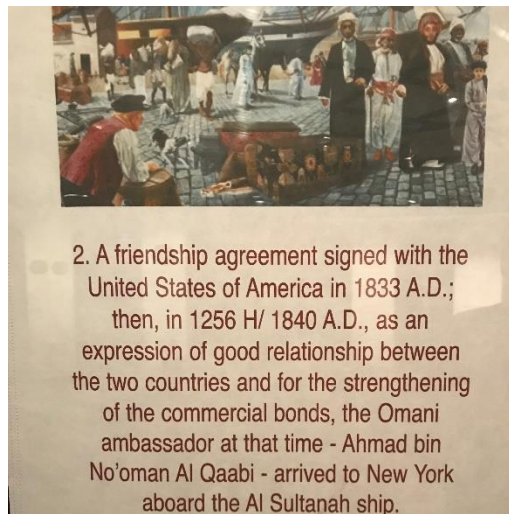 2. A friendship agreement signed with the
United States of America in 1833 A.D.;
then, in 1256 H/ 1840 A.D., as an
expression of good relationship between
the two countries and for the strengthening
of the commercial bonds, the Omani
ambassador at that time - Ahmad bin
No'oman Al Qaabi - arrived to New York
aboard the Al Sultanah ship.